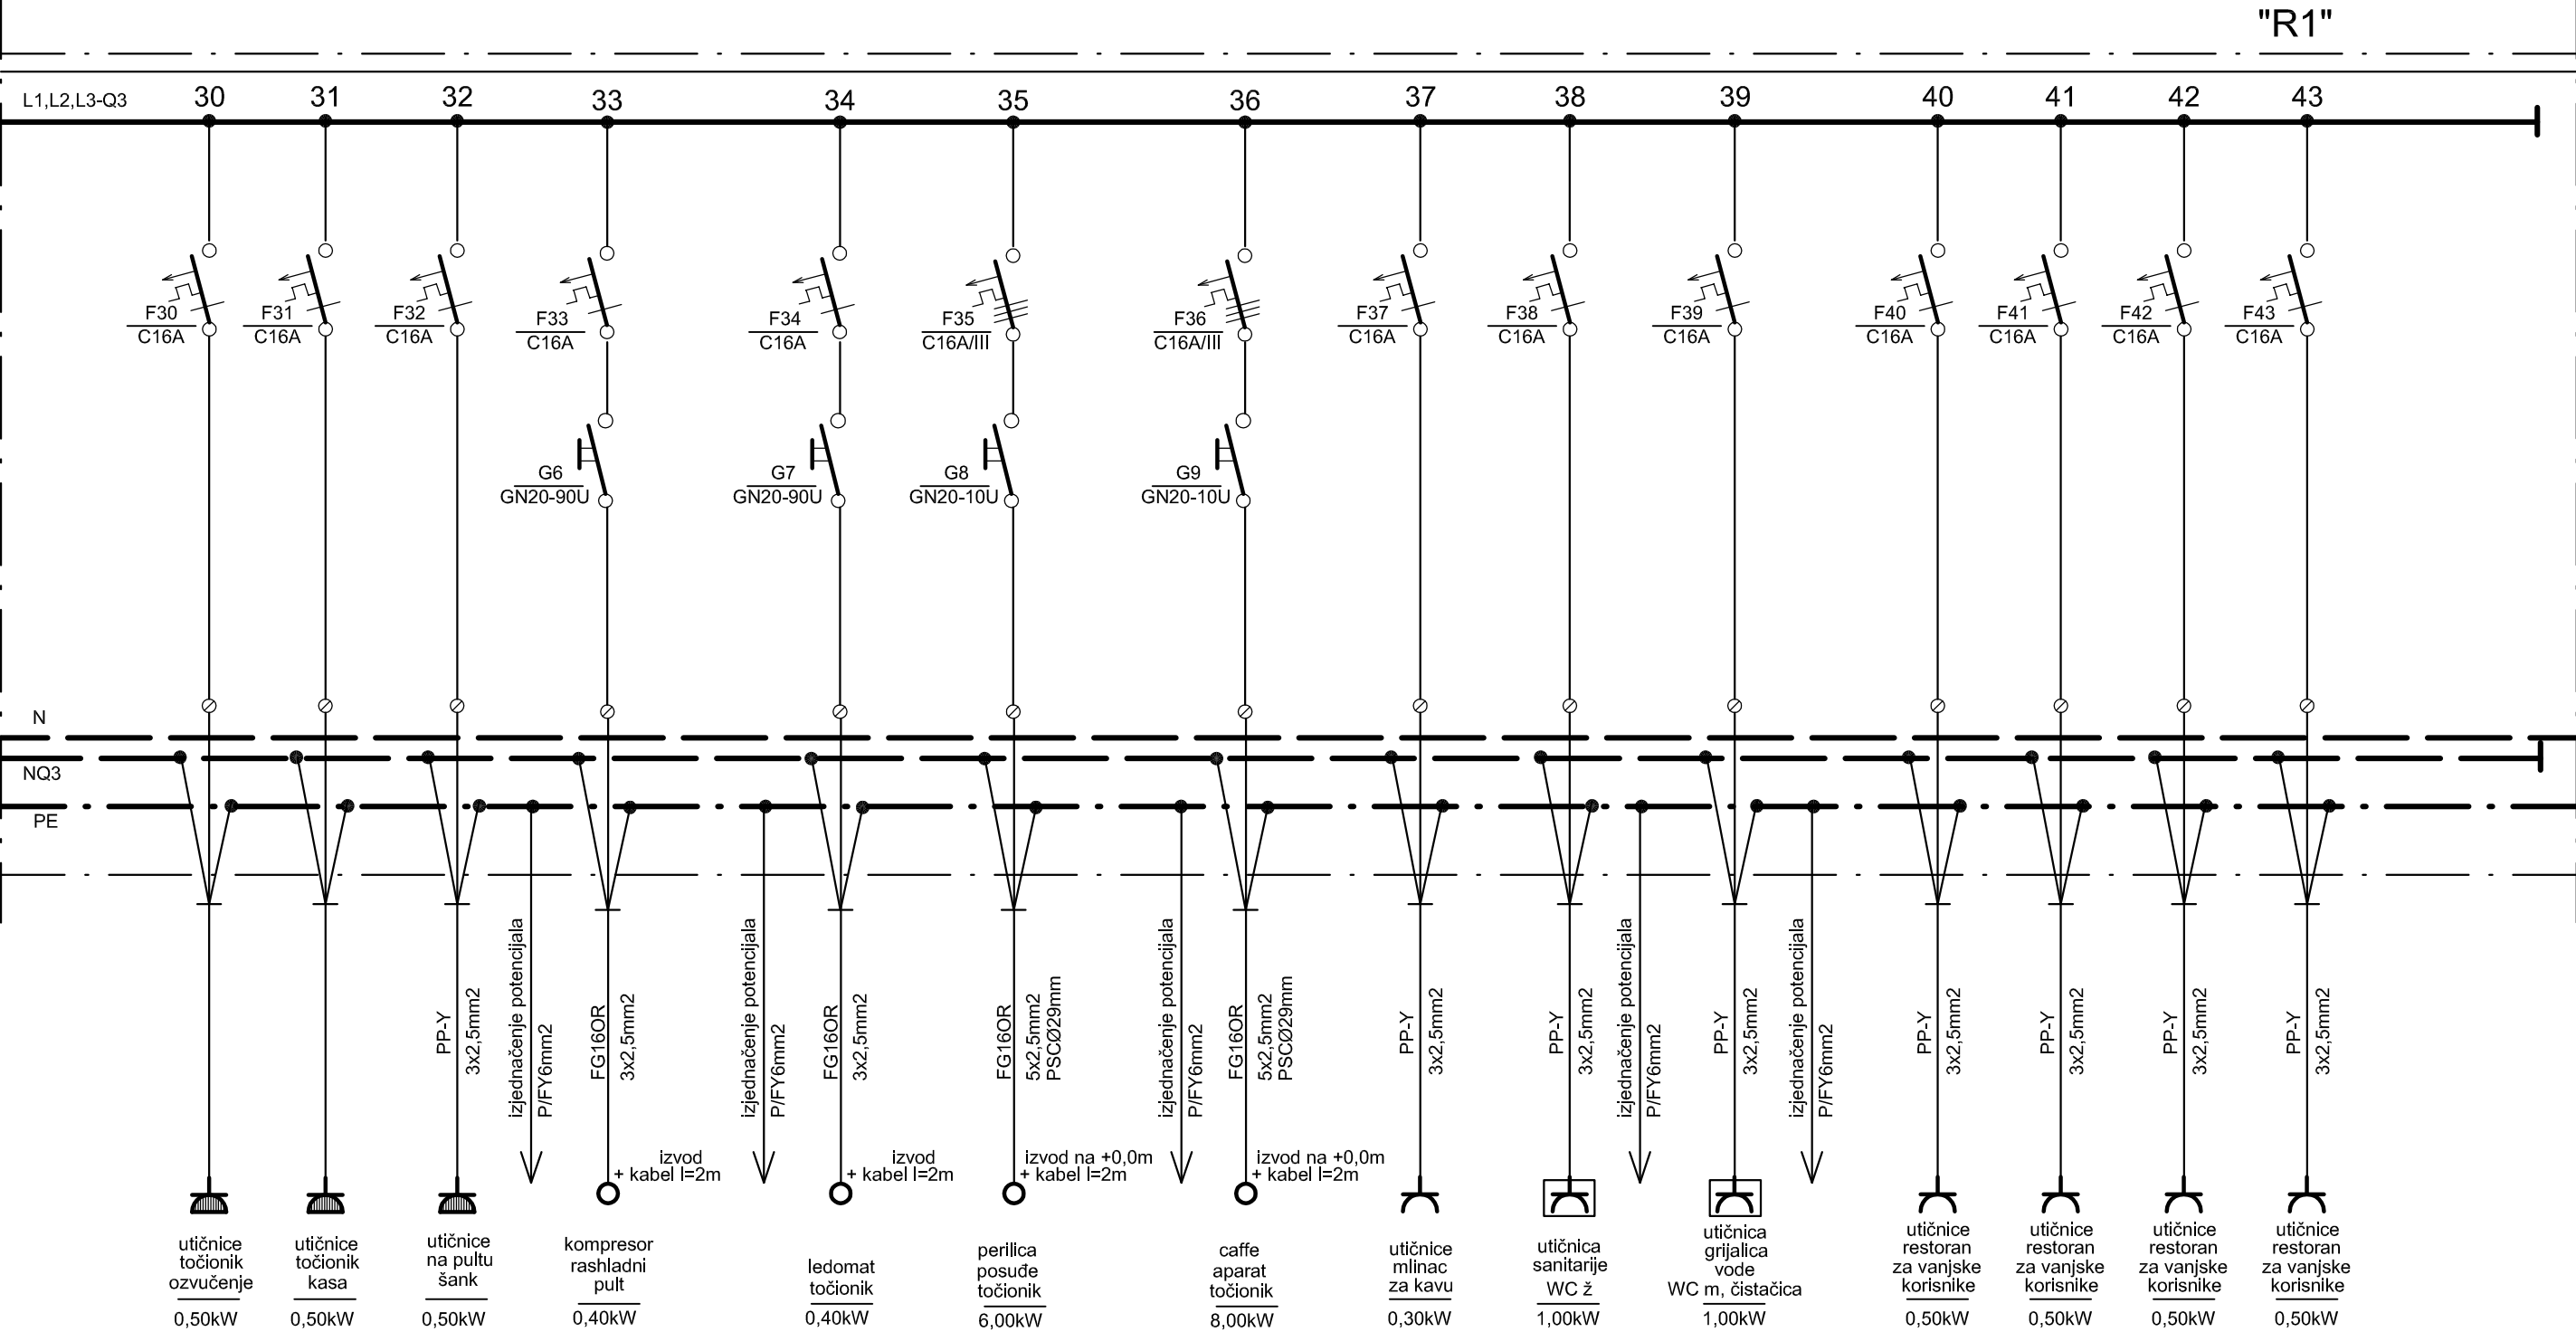 "R1"
L1,L2,L3-Q3
30 31 32 33 34 35 36 37 38 39 40 41 42 43
F30
C16A
F31
C16A
F32
C16A
F33
C16A
F34
C16A
F35
C16A/III
F36
C16A/III
F37
C16A
F38
C16A
F39
C16A
F40
C16A
F41
C16A
F42
C16A
F43
C16A
G6
GN20-90U
G7
GN20-90U
G8
GN20-10U
G9
GN20-10U
N
NQ3
PE
PP-Y
3x2,5mm2
izjednačenje potencijala
P/FY6mm2
FG16OR
3x2,5mm2
izjednačenje potencijala
P/FY6mm2
FG16OR
3x2,5mm2
FG16OR
5x2,5mm2
PSCØ29mm
izjednačenje potencijala
P/FY6mm2
FG16OR
5x2,5mm2
PSCØ29mm
PP-Y
3x2,5mm2
PP-Y
3x2,5mm2
izjednačenje potencijala
P/FY6mm2
PP-Y
3x2,5mm2
izjednačenje potencijala
P/FY6mm2
PP-Y
3x2,5mm2
PP-Y
3x2,5mm2
PP-Y
3x2,5mm2
PP-Y
3x2,5mm2
izvod
+ kabel l=2m
izvod
+ kabel l=2m
izvod na +0,0m
+ kabel l=2m
izvod na +0,0m
+ kabel l=2m
utičnice
točionik
ozvučenje
0,50kW
utičnice
točionik
kasa
0,50kW
utičnice
na pultu
šank
0,50kW
kompresor
rashladni
pult
0,40kW
ledomat
točionik
0,40kW
perilica
posuđe
točionik
6,00kW
caffe
aparat
točionik
8,00kW
utičnice
mlinac
za kavu
0,30kW
utičnica
sanitarije
WC ž
1,00kW
utičnica
grijalica
vode
WC m, čistačica
1,00kW
utičnice
restoran
za vanjske
korisnike
0,50kW
utičnice
restoran
za vanjske
korisnike
0,50kW
utičnice
restoran
za vanjske
korisnike
0,50kW
utičnice
restoran
za vanjske
korisnike
0,50kW